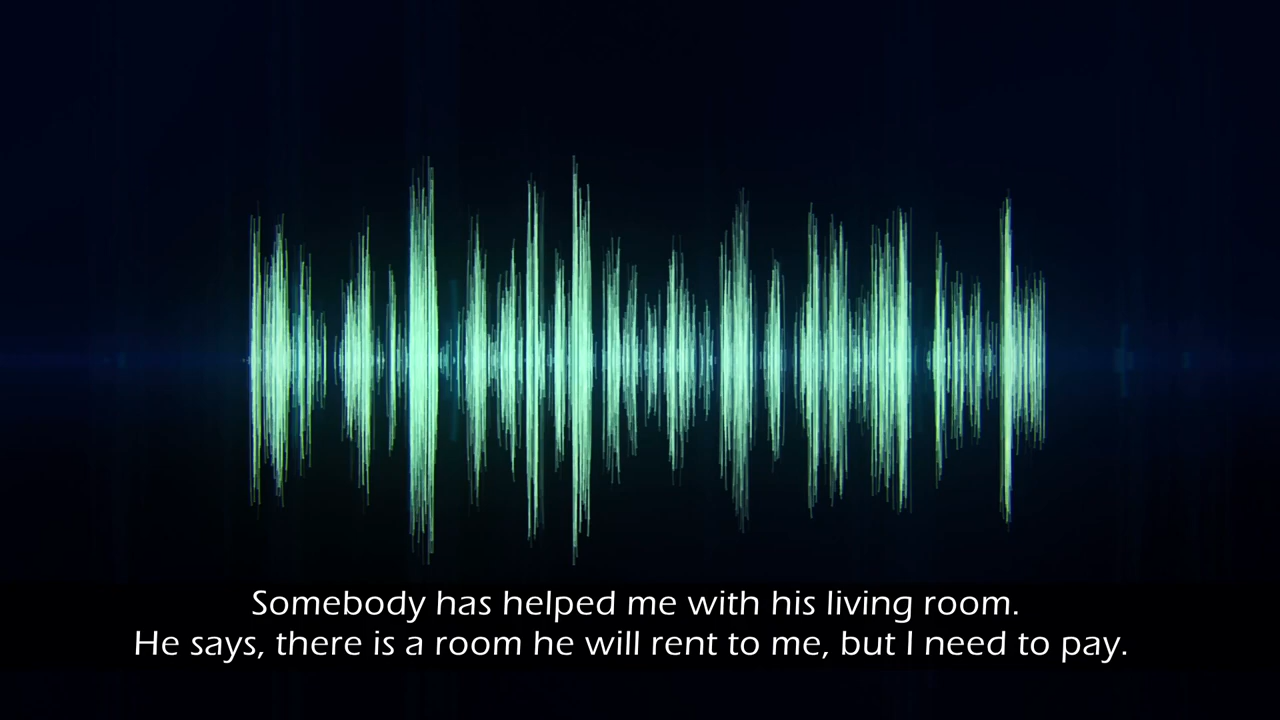 Somebody has helped me with his living room.
He says, there is a room he will rent to me, but I need to pay.